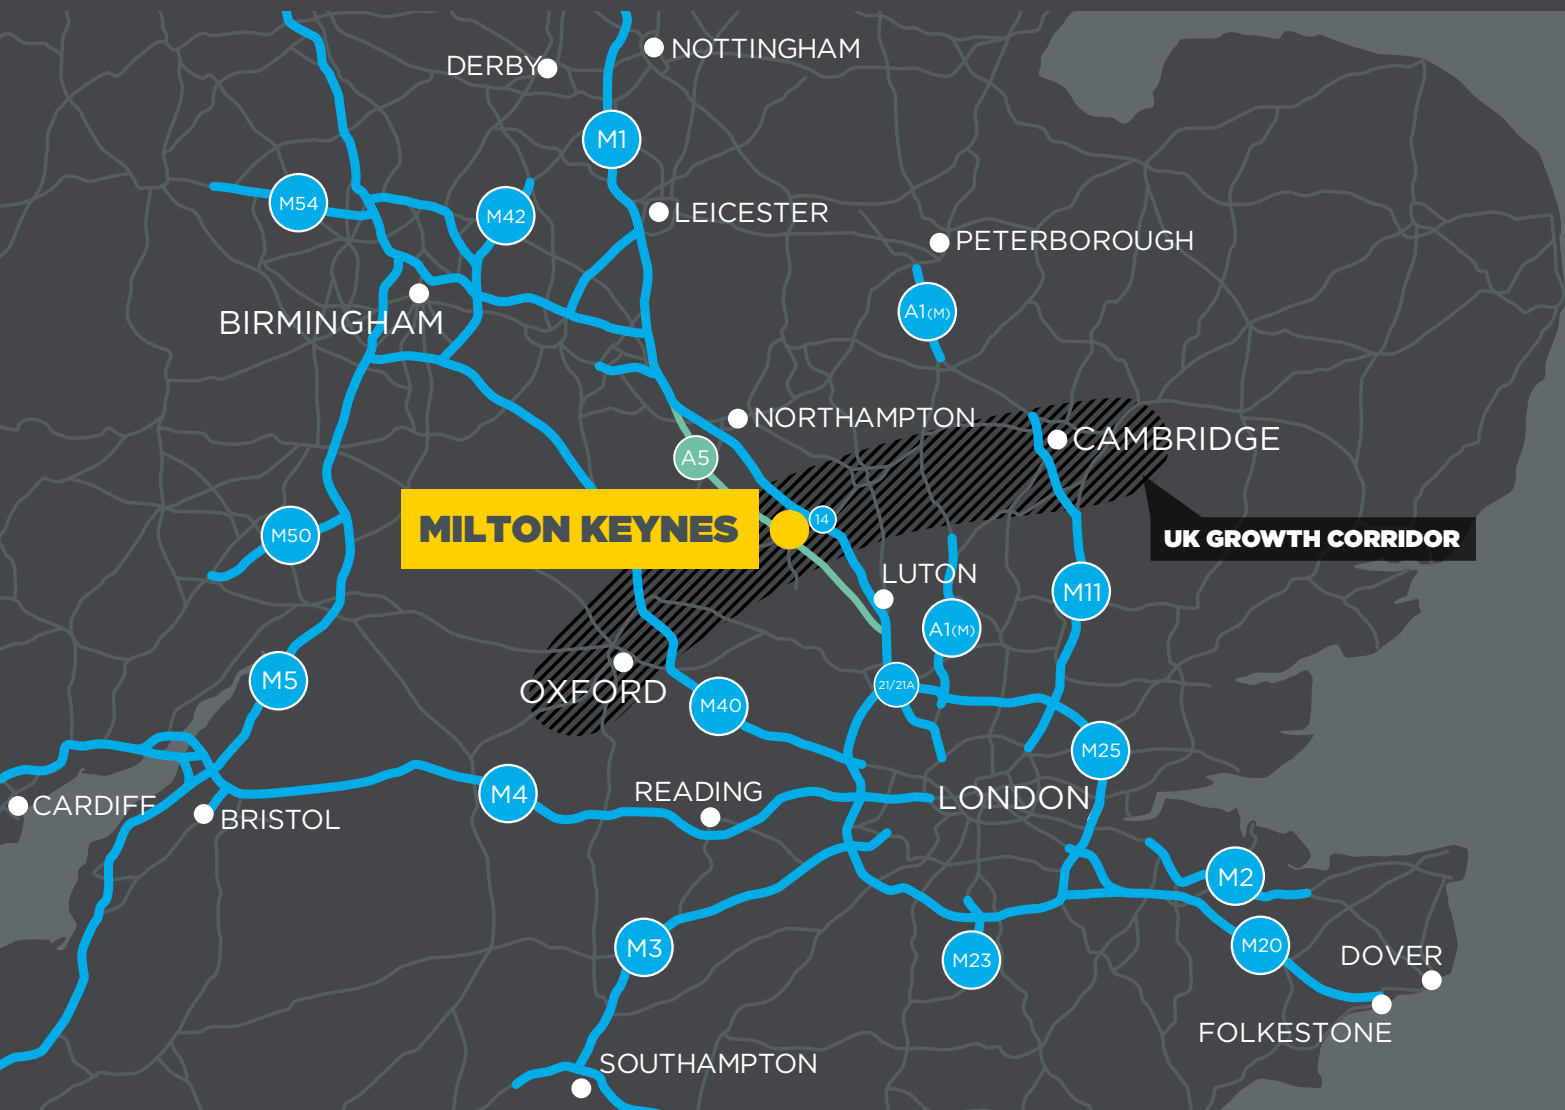 NOTTINGHAM
DERBY
M1
M54
M42
LEICESTER
PETERBOROUGH
A1(M)
BIRMINGHAM
NORTHAMPTON
CAMBRIDGE
A5
MILTON KEYNES
14
M50
UK GROWTH CORRIDOR
LUTON
M11
A1(M)
M5
OXFORD
21/21A
M40
M25
M4
READING
LONDON
CARDIFF
BRISTOL
M2
M3
M20
M23
DOVER
FOLKESTONE
SOUTHAMPTON